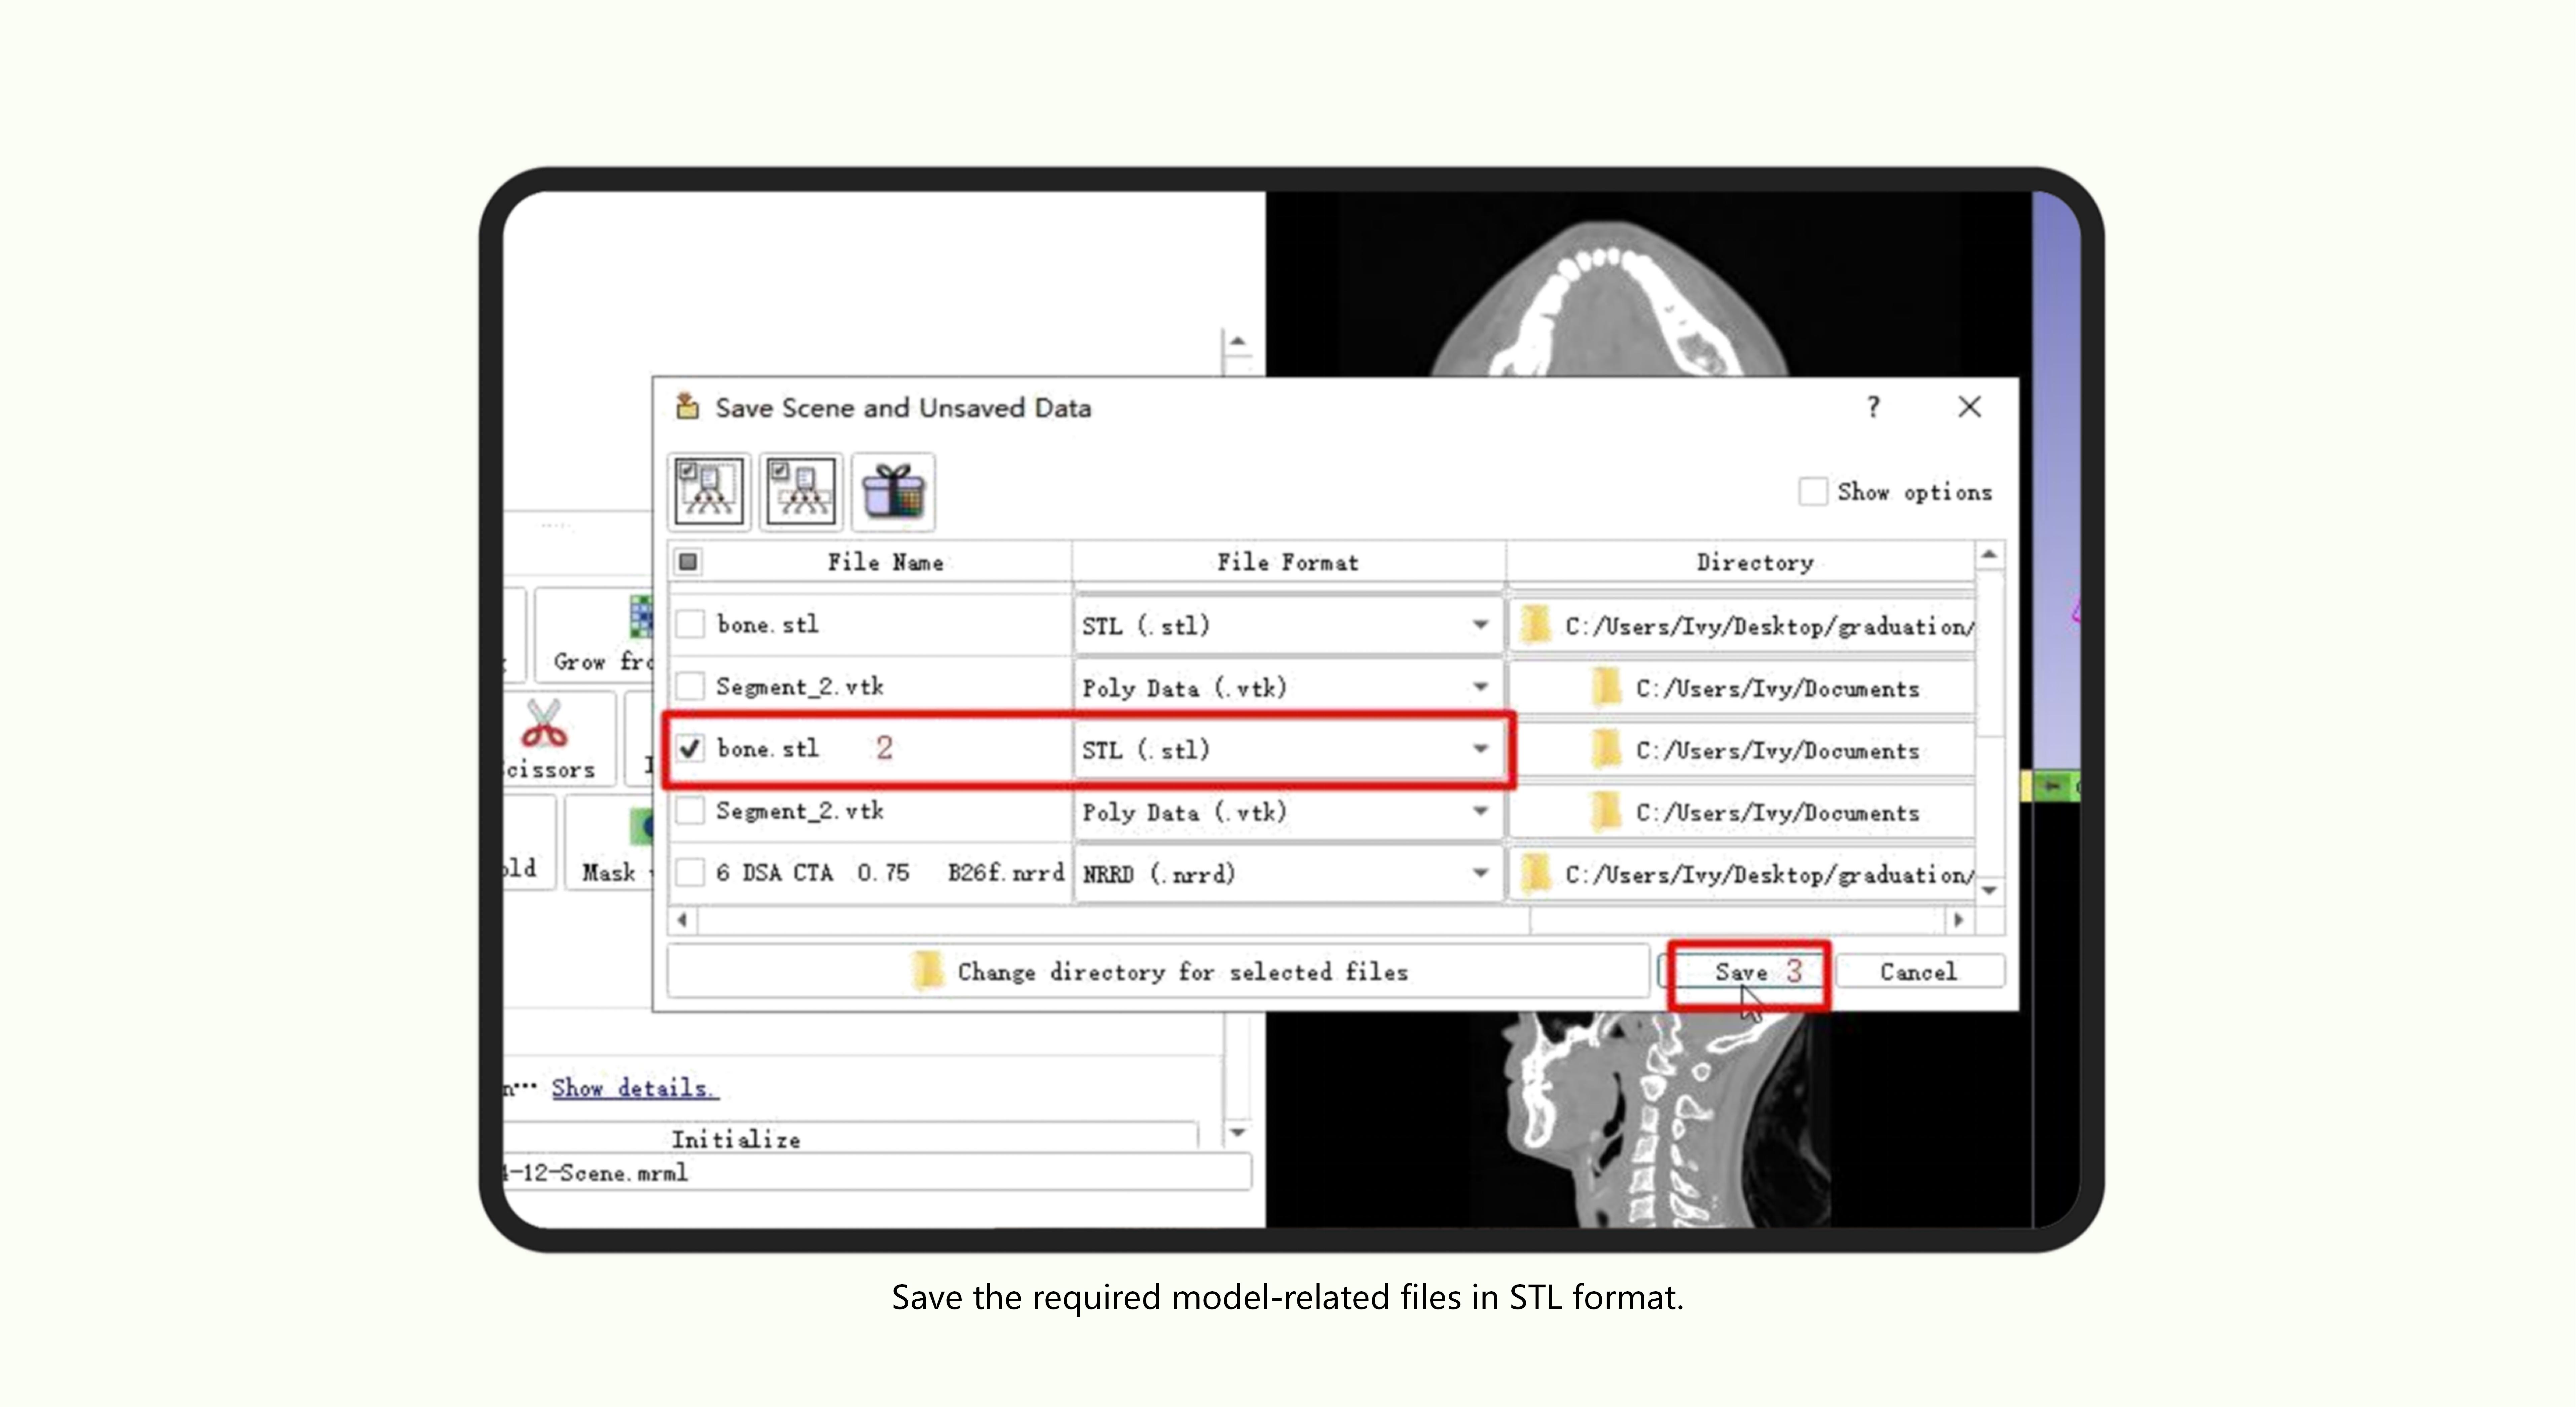 Save Scene and Unsaved Data ?
Show options
File Name File Format Directory
bone.stl STL (.stl) C:/Users/Ivy/Desktop/graduation/
Segment_2.vtk Poly Data (.vtk) C:/Users/Ivy/Documents
bone.stl 2 STL (.stl) C:/Users/Ivy/Documents
Segment_2.vtk Poly Data (.vtk) C:/Users/Ivy/Documents
6 DSA CTA 0.75 B26f.nrrd NRRD (.nrrd) C:/Users/Ivy/Desktop/graduation/
Change directory for selected files Save 3 Cancel
Grow fro
cissors
old Mask
n… Show details.
Initialize
4-12-Scene.mrml
Save the required model-related files in STL format.